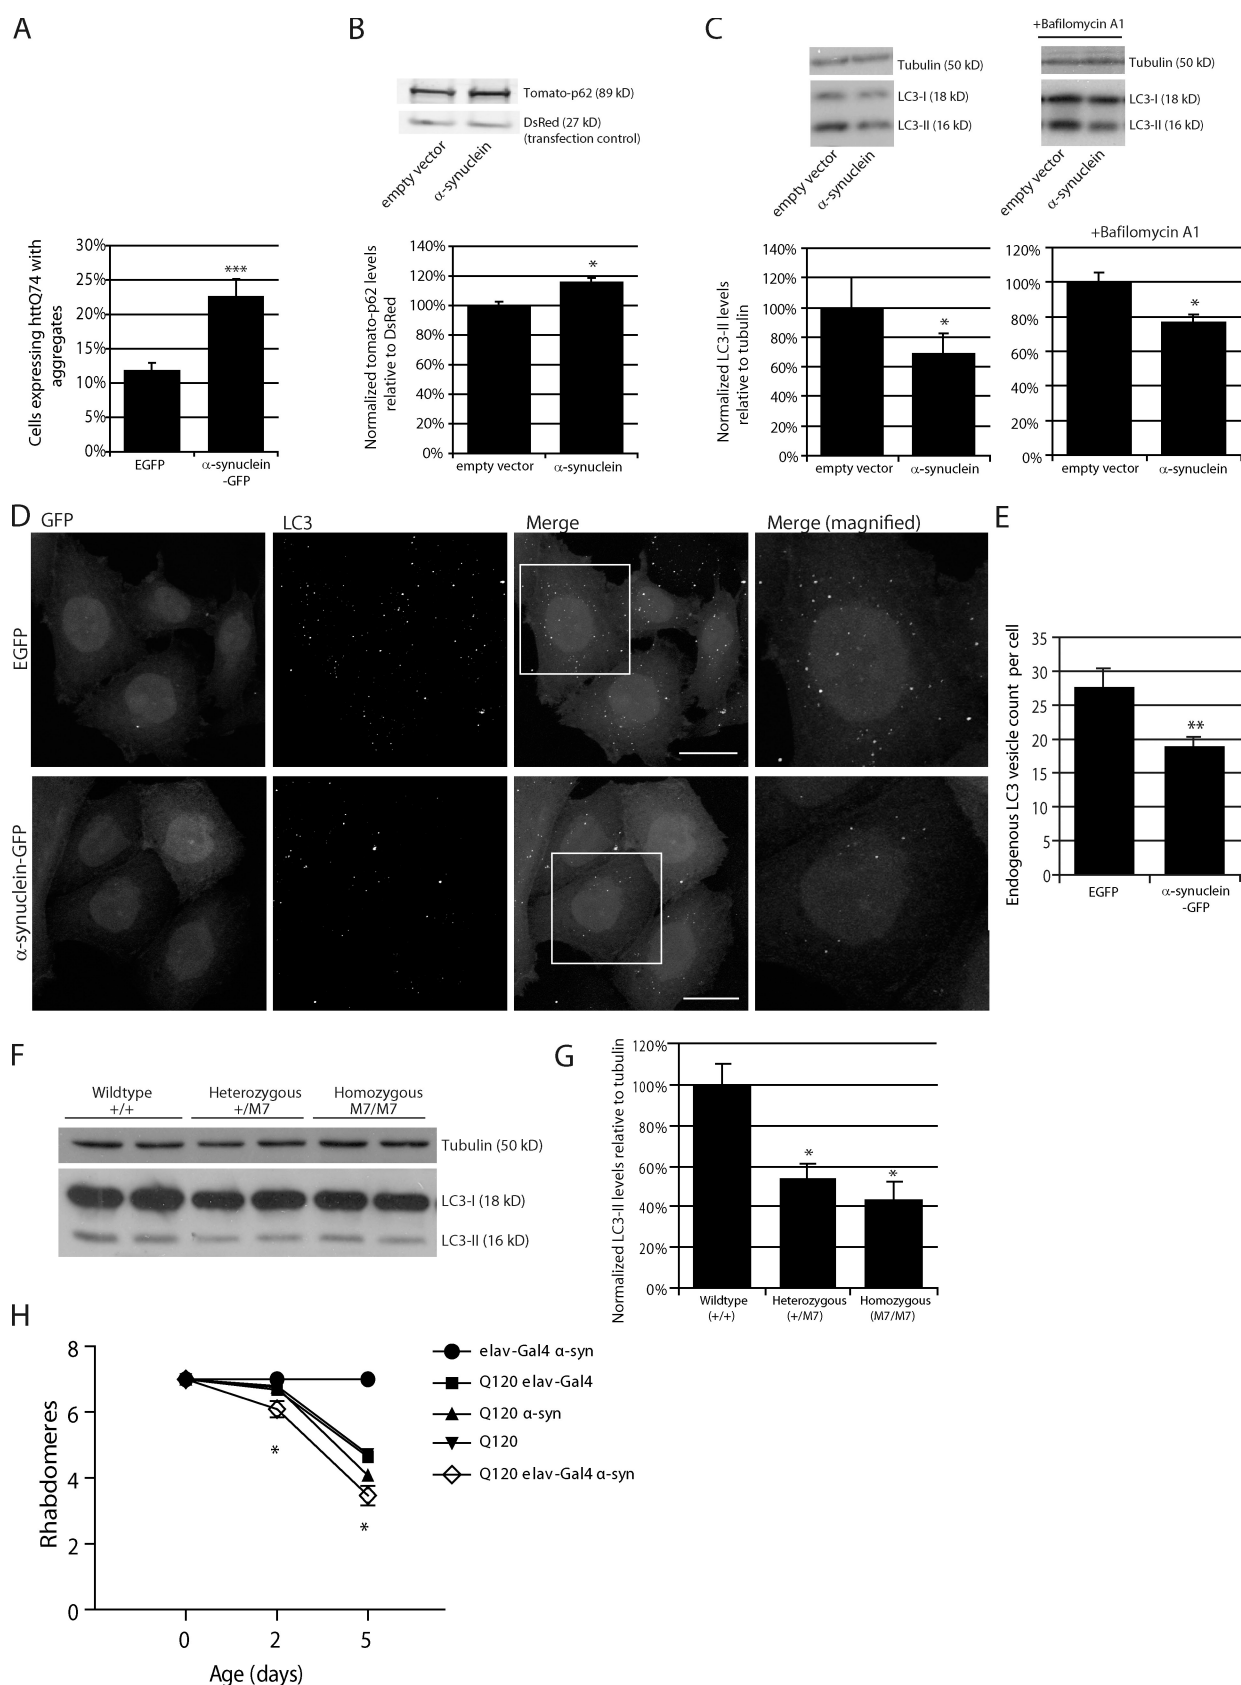 A
30%
25%
20%
15%
10%
5%
0%
Cells expressing httQ74 with
aggregates
***
EGFP
α-synuclein
-GFP
B
Tomato-p62 (89 kD)
DsRed (27 kD)
(transfection control)
empty vector
α-synuclein
140%
120%
100%
80%
60%
40%
20%
0%
Normalized tomato-p62 levels
relative to DsRed
*
empty vector
α-synuclein
C
Tubulin (50 kD)
LC3-I (18 kD)
LC3-II (16 kD)
empty vector
α-synuclein
+Bafilomycin A1
Tubulin (50 kD)
LC3-I (18 kD)
LC3-II (16 kD)
empty vector
α-synuclein
140%
120%
100%
80%
60%
40%
20%
0%
Normalized LC3-II levels
relative to tubulin
*
empty vector
α-synuclein
+Bafilomycin A1
120%
100%
80%
60%
40%
20%
0%
*
empty vector
α-synuclein
D
GFP
LC3
Merge
Merge (magnified)
EGFP
α-synuclein-GFP
E
Endogenous LC3 vesicle count per cell
35
30
25
20
15
10
5
0
**
EGFP
α-synuclein
-GFP
F
Wildtype
+/+
Heterozygous
+/M7
Homozygous
M7/M7
Tubulin (50 kD)
LC3-I (18 kD)
LC3-II (16 kD)
G
Normalized LC3-II levels relative to tubulin
120%
100%
80%
60%
40%
20%
0%
*
*
Wildtype
(+/+)
Heterozygous
(+/M7)
Homozygous
(M7/M7)
H
8
6
4
2
0
Rhabdomeres
*
*
0
2
5
Age (days)
elav-Gal4 α-syn
Q120 elav-Gal4
Q120 α-syn
Q120
Q120 elav-Gal4 α-syn